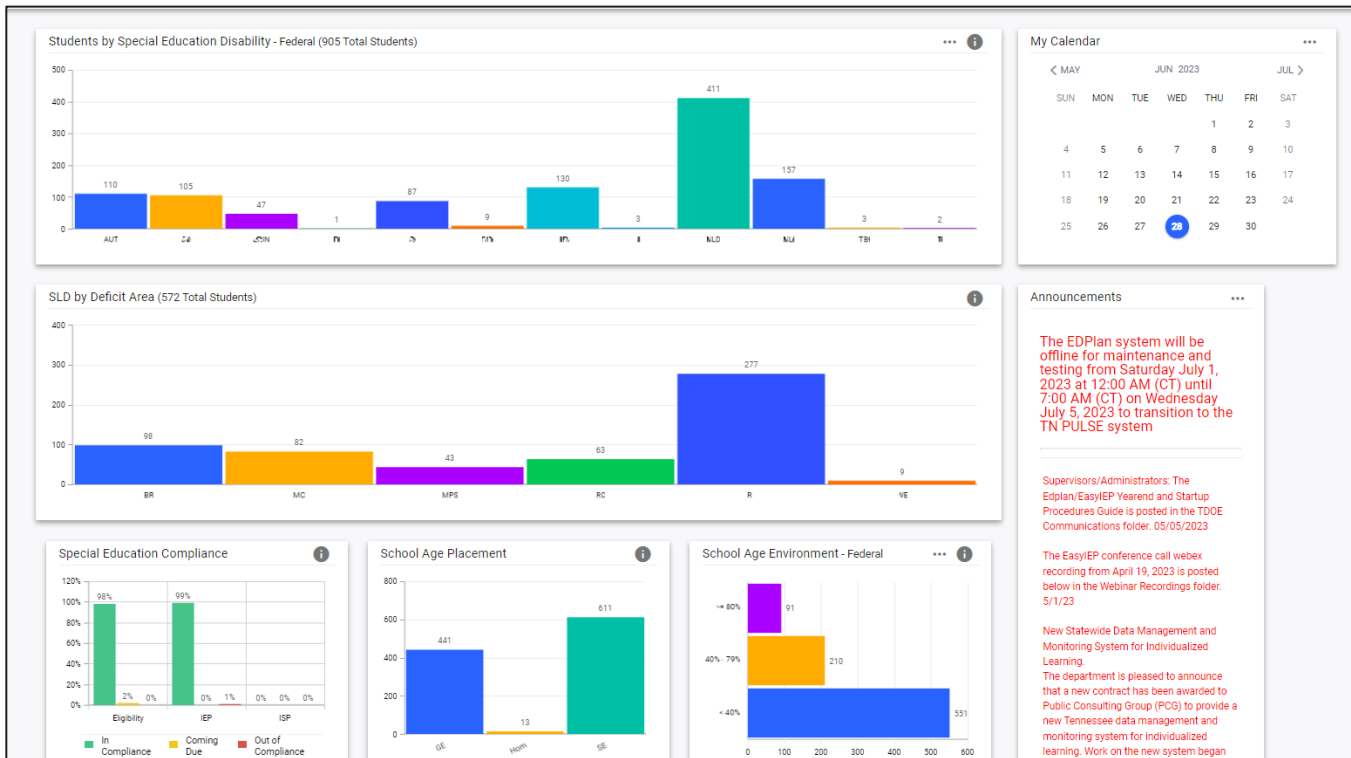 Students by Special Education Disability - Federal (905 Total Students)
500
400
300
200
100
0
110
105
47
1
87
9
130
3
411
157
3
2
AUT
My Calendar
MAY JUN 2023 JUL
SUN MON TUE WED THU FRI SAT
1 2 3
4 5 6 7 8 9 10
11 12 13 14 15 16 17
18 19 20 21 22 23 24
25 26 27 28 29 30
SLD by Deficit Area (572 Total Students)
400
300
200
100
0
98
82
43
63
277
9
BR MC MPS RC R
Announcements
The EDPlan system will be
offline for maintenance and
testing from Saturday July 1,
2023 at 12:00 AM (CT) until
7:00 AM (CT) on Wednesday
July 5, 2023 to transition to the
TN PULSE system
Supervisors/Administrators: The
Edplan/EasyIEP Yearend and Startup
Procedures Guide is posted in the TDOE
Communications folder. 05/05/2023
The EasyIEP conference call webex
recording from April 19, 2023 is posted
below in the Webinar Recordings folder.
5/1/23
New Statewide Data Management and
Monitoring System for Individualized
Learning.
The department is pleased to announce
that a new contract has been awarded to
Public Consulting Group (PCG) to provide a
new Tennessee data management and
monitoring system for individualized
learning. Work on the new system began
Special Education Compliance
120%
100%
80%
60%
40%
20%
0%
98% 2% 0%
99% 0% 1%
0% 0% 0%
Eligibility IEP ISP
In Compliance
Coming Due
Out of Compliance
School Age Placement
800
600
400
200
0
441
13
611
GE Hom SE
School Age Environment - Federal
>= 80%
91
40% - 79%
210
< 40%
551
0 100 200 300 400 500 600